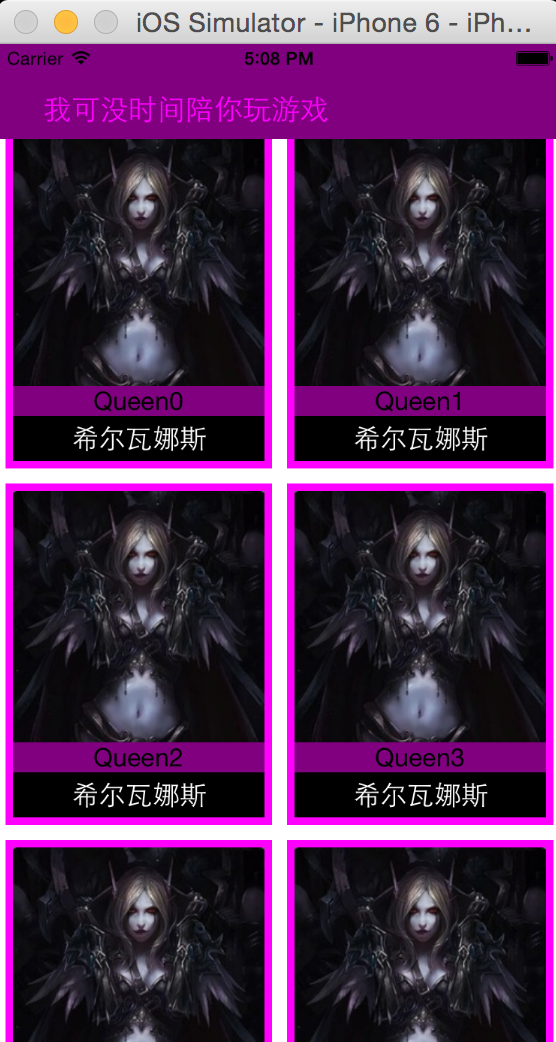 iOS Simulator - iPhone 6 - iPh...
Carrier 5:08 PM
我可没时间陪你玩游戏
Queen0 Queen1
希尔瓦娜斯 希尔瓦娜斯
Queen2 Queen3
希尔瓦娜斯 希尔瓦娜斯